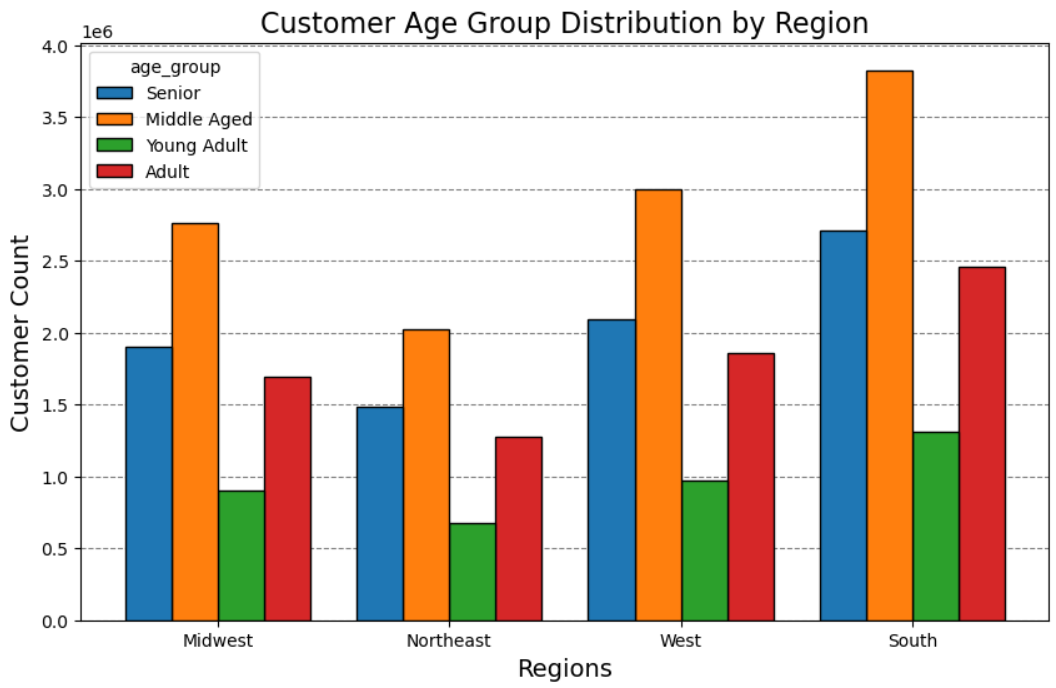 Customer Age Group Distribution by Region
1e6
4.0
3.5
3.0
2.5
2.0
1.5
1.0
0.5
0.0
Customer Count
age_group
Senior
Middle Aged
Young Adult
Adult
Midwest
Northeast
West
South
Regions